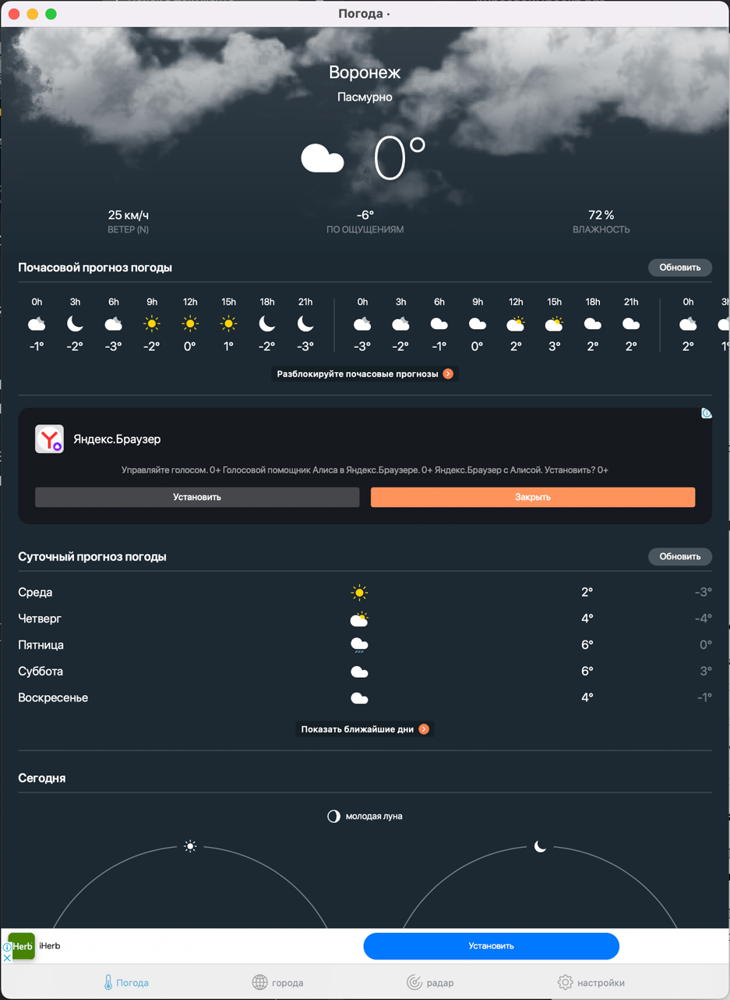 Погода ·
Воронеж
Пасмурно
0°
25 км/ч -6° 72 %
ВЕТЕР (N) ПО ОЩУЩЕНИЯМ ВЛАЖНОСТЬ
Почасовой прогноз погоды Обновить
0h 3h 6h 9h 12h 15h 18h 21h 0h 3h 6h 9h 12h 15h 18h 21h 0h
-1° -2° -3° -2° 0° 1° -2° -3° -3° -2° -1° 0° 2° 3° 2° 2° 2°
Разблокируйте почасовые прогнозы
Яндекс.Браузер
Управляйте голосом. 0+ Голосовой помощник Алиса в Яндекс.Браузере. 0+ Яндекс.Браузер с Алисой. Установить? 0+
Установить Закрыть
Суточный прогноз погоды Обновить
Среда 2° -3°
Четверг 4° -4°
Пятница 6° 0°
Суббота 6° 3°
Воскресенье 4° -1°
Показать ближайшие дни
Сегодня
молодая луна
Herb iHerb Установить
Погода города радар настройки